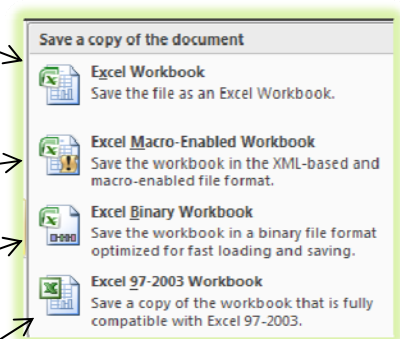 Save a copy of the document
Excel Workbook
Save the file as an Excel Workbook.
Excel Macro-Enabled Workbook
Save the workbook in the XML-based and
macro-enabled file format.
Excel Binary Workbook
Save the workbook in a binary file format
optimized for fast loading and saving.
Excel 97-2003 Workbook
Save a copy of the workbook that is fully
compatible with Excel 97-2003.